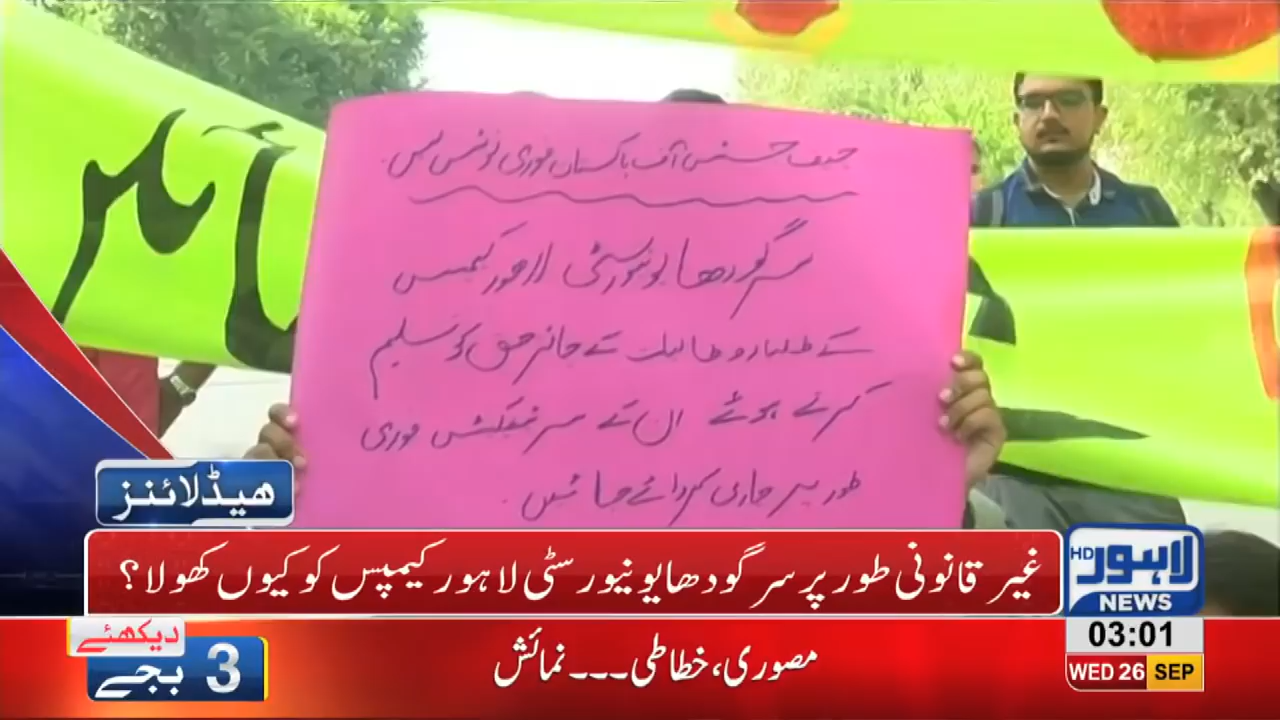 چیف جسٹس آف پاکستان فوری نوٹس لیں۔
سرگودھا یونیورسٹی لاہور کیمپس
کے طلباء و طالبات کے جائز حق کو تسلیم
کرتے ہوئے ان کے سرٹیفکیٹس فوری
طور پر جاری کروائے جائیں۔
ھیڈلائنز
غیر قانونی طور پر سرگودھا یونیورسٹی لاہور کیمپس کو کیوں کھولا؟
HD لاہور
NEWS
03:01
WED 26 SEP
دیکھئے
3 بجے
مصوری، خطاطی۔۔۔ نمائش